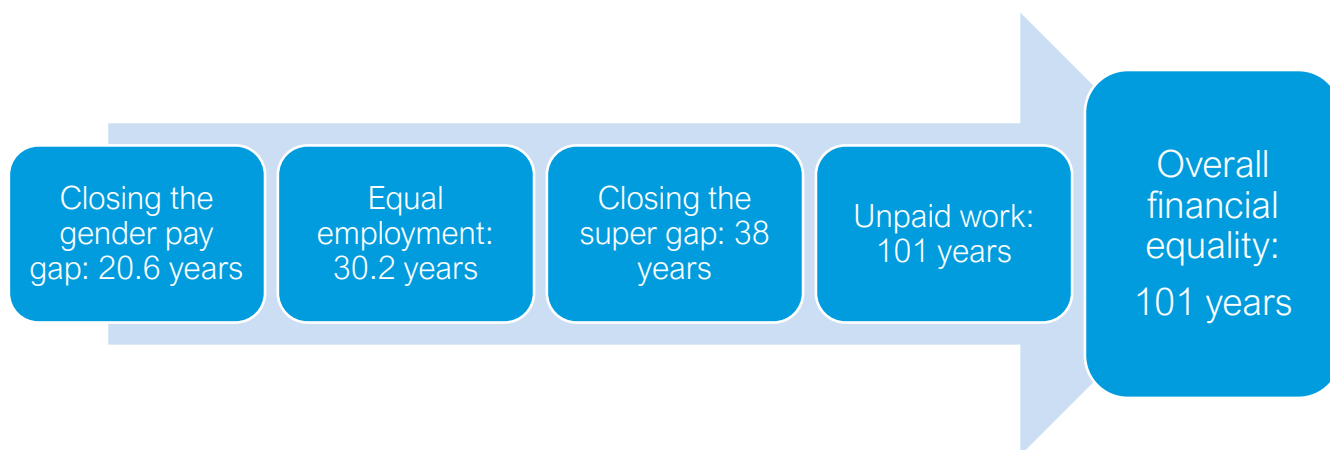 Closing the
gender pay
gap: 20.6 years
Equal
employment:
30.2 years
Closing the
super gap: 38
years
Unpaid work:
101 years
Overall
financial
equality:
101 years